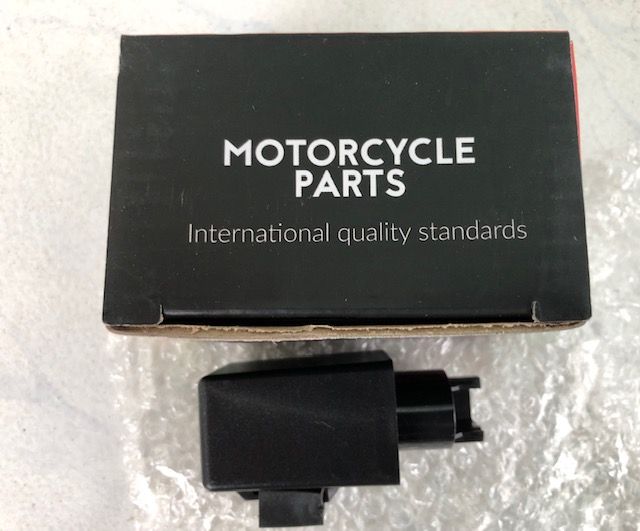 MOTORCYCLE
PARTS
International quality standards